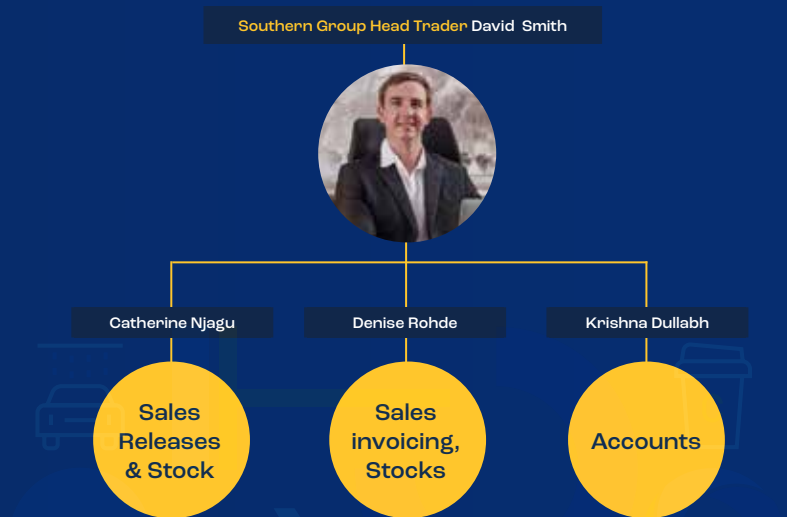 Southern Group Head Trader David Smith
Catherine Njagu
Denise Rohde
Krishna Dullabh
Sales
Releases
& Stock
Sales
invoicing,
Stocks
Accounts